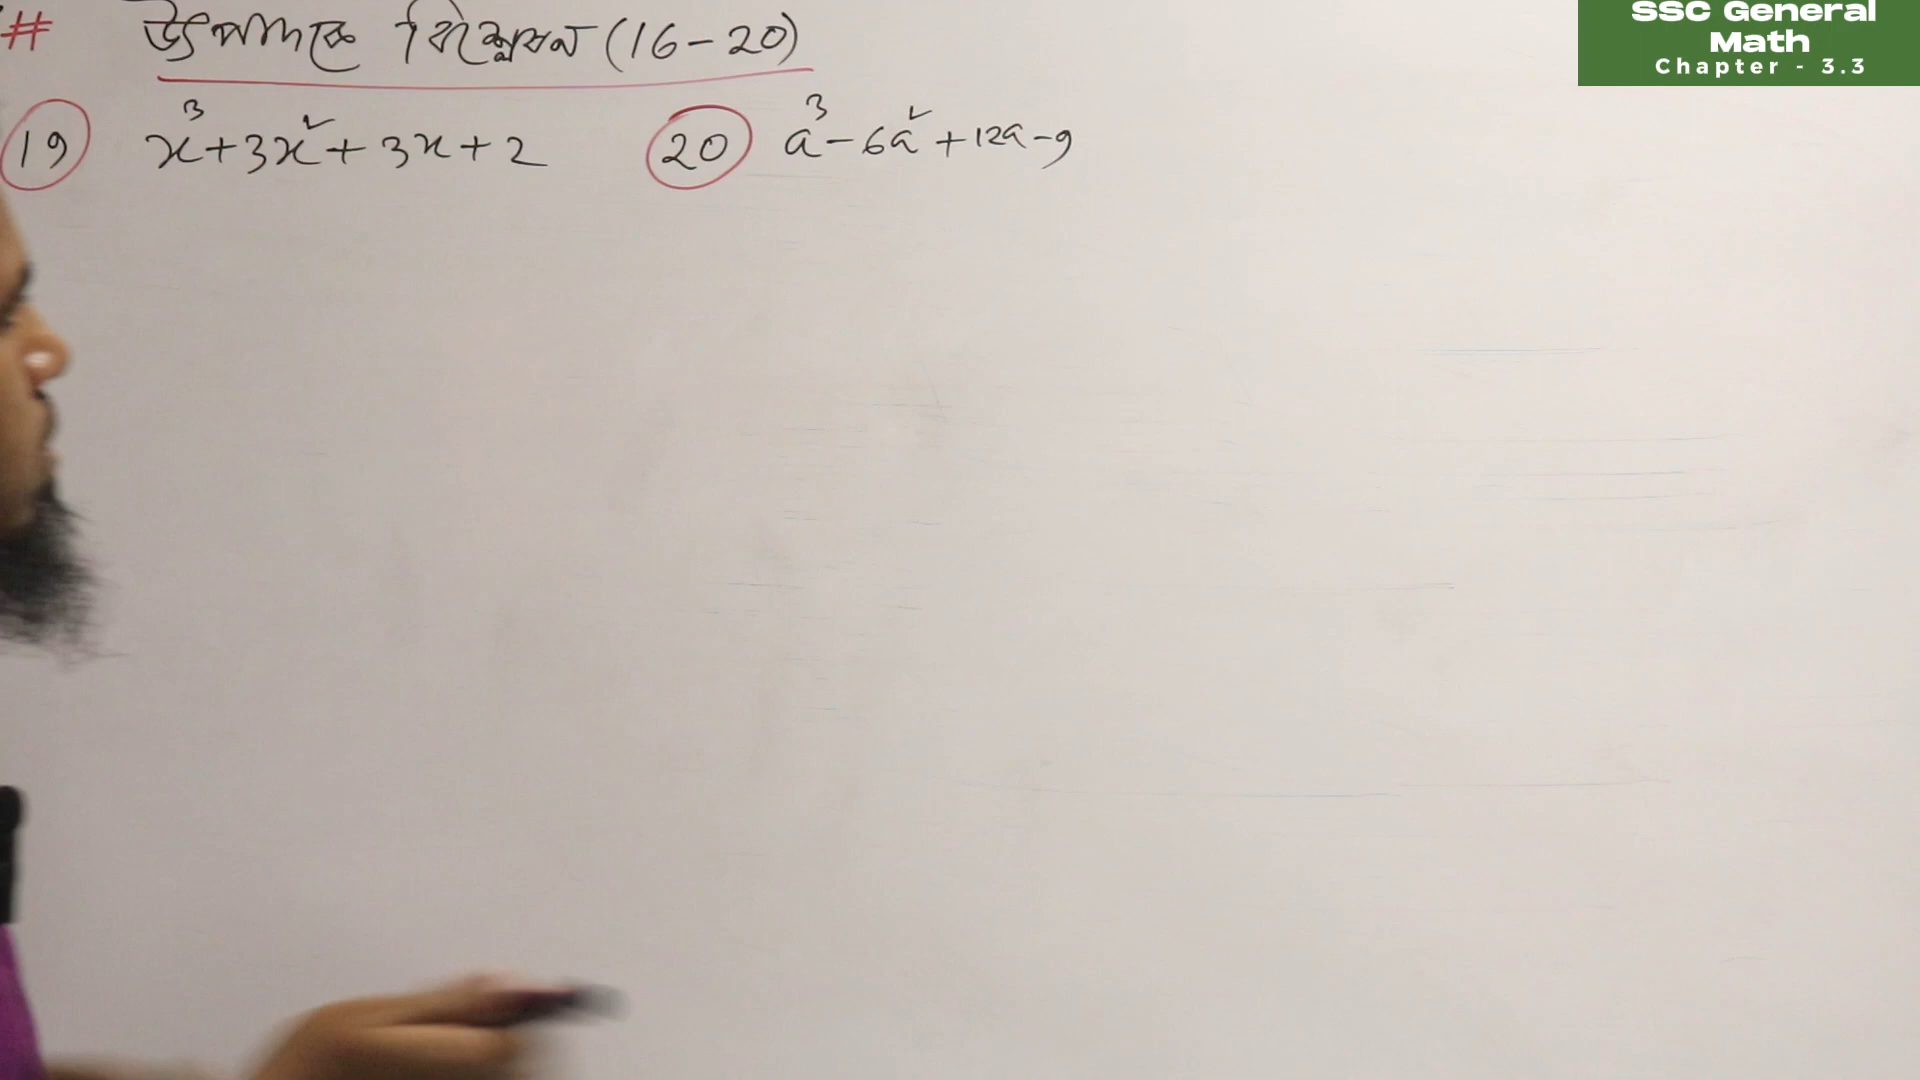 # উৎপাদকে বিশ্লেষন (16-20)
SSC General
Math
Chapter - 3.3
19 x³+3x²+3x+2
20 a³-6a²+12a-9